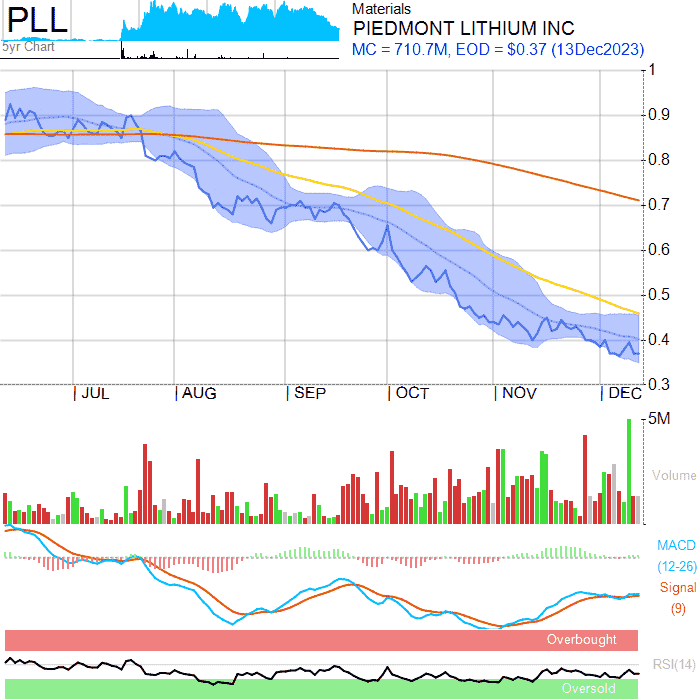 PLL
5yr Chart
Materials
PIEDMONT LITHIUM INC
MC = 710.7M, EOD = $0.37 (13Dec2023)
1
0.9
0.8
0.7
0.6
0.5
0.4
0.3
| JUL | AUG | SEP | OCT | NOV | DEC
5M
Volume
MACD
(12-26)
Signal
(9)
Overbought
RSI(14)
Oversold